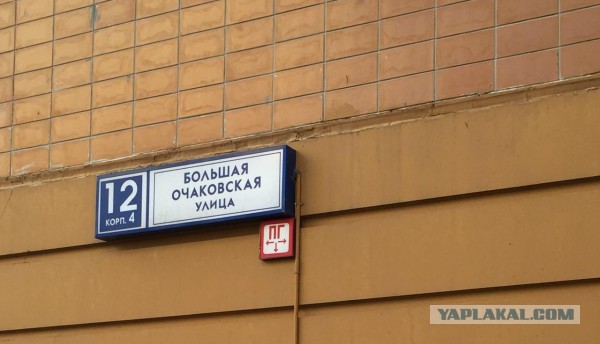 12
КОРП. 4
БОЛЬШАЯ
ОЧАКОВСКАЯ
УЛИЦА
ПГ
YAPLAKAL.COM